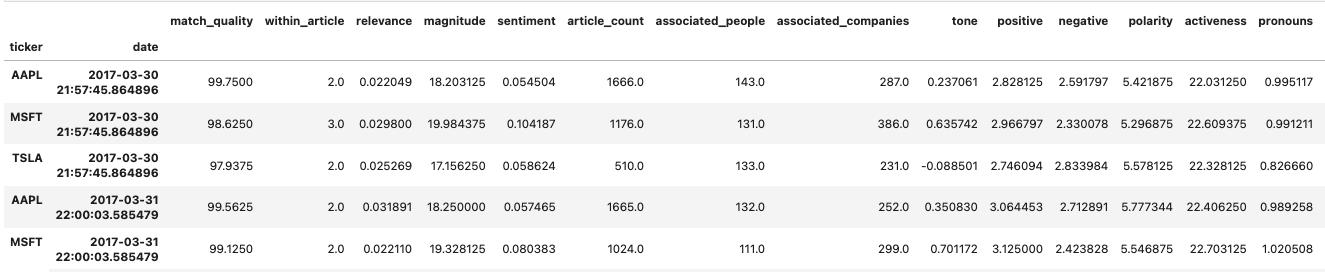 match_quality within_article relevance magnitude sentiment article_count associated_people associated_companies tone positive negative polarity activeness pronouns
ticker date
AAPL 2017-03-30 21:57:45.864896 99.7500 2.0 0.022049 18.203125 0.054504 1666.0 143.0 287.0 0.237061 2.828125 2.591797 5.421875 22.031250 0.995117
MSFT 2017-03-30 21:57:45.864896 98.6250 3.0 0.029800 19.984375 0.104187 1176.0 131.0 386.0 0.635742 2.966797 2.330078 5.296875 22.609375 0.991211
TSLA 2017-03-30 21:57:45.864896 97.9375 2.0 0.025269 17.156250 0.058624 510.0 133.0 231.0 -0.088501 2.746094 2.833984 5.578125 22.328125 0.826660
AAPL 2017-03-31 22:00:03.585479 99.5625 2.0 0.031891 18.250000 0.057465 1665.0 132.0 252.0 0.350830 3.064453 2.712891 5.777344 22.406250 0.989258
MSFT 2017-03-31 22:00:03.585479 99.1250 2.0 0.022110 19.328125 0.080383 1024.0 111.0 299.0 0.701172 3.125000 2.423828 5.546875 22.703125 1.020508